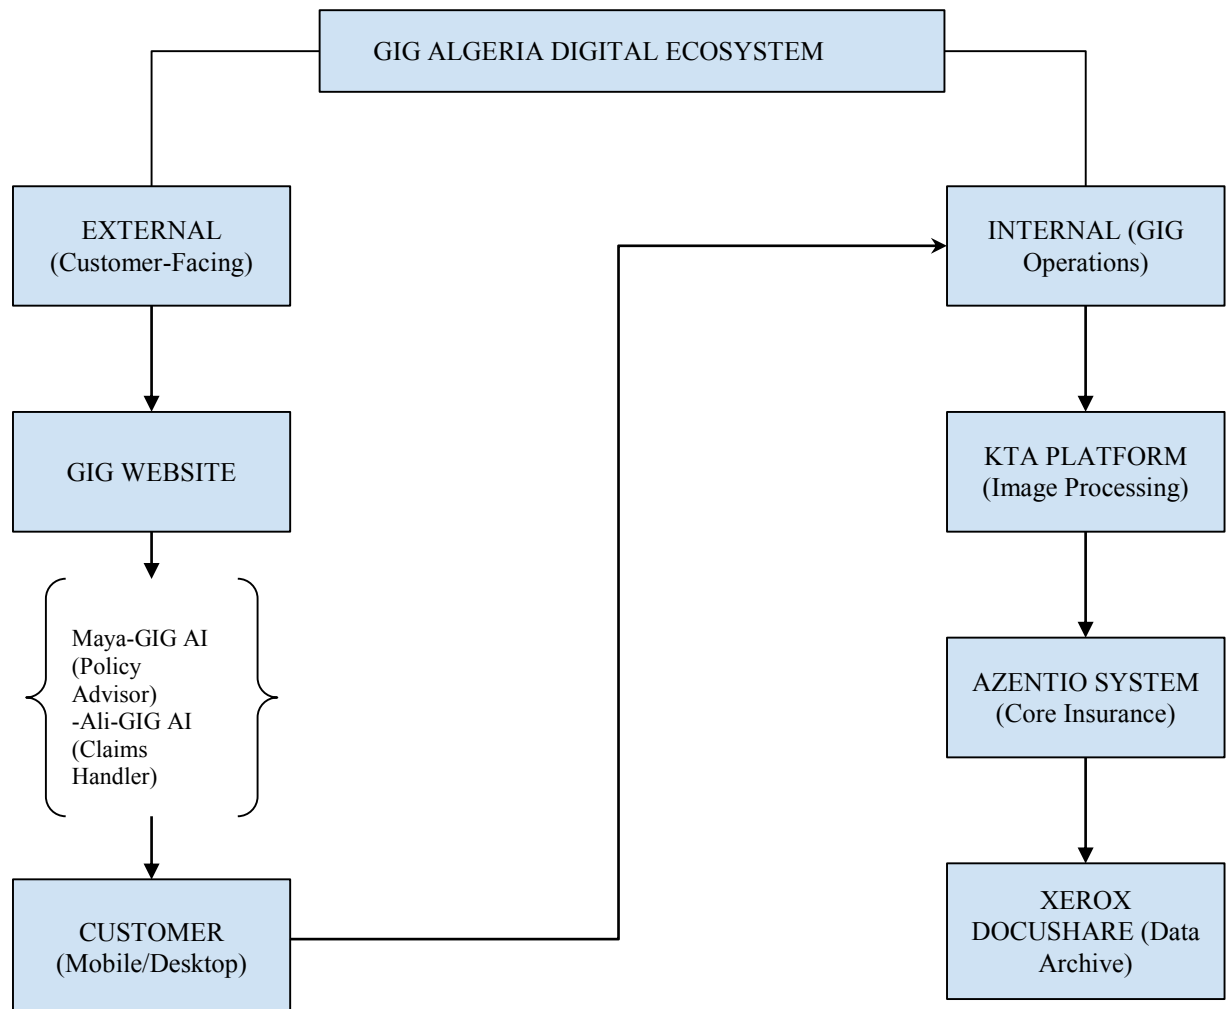 GIG ALGERIA DIGITAL ECOSYSTEM
EXTERNAL
(Customer-Facing)
INTERNAL (GIG
Operations)
GIG WEBSITE
KTA PLATFORM
(Image Processing)
Maya-GIG AI
(Policy
Advisor)
-Ali-GIG AI
(Claims
Handler)
AZENTIO SYSTEM
(Core Insurance)
CUSTOMER
(Mobile/Desktop)
XEROX
DOCUSHARE (Data
Archive)